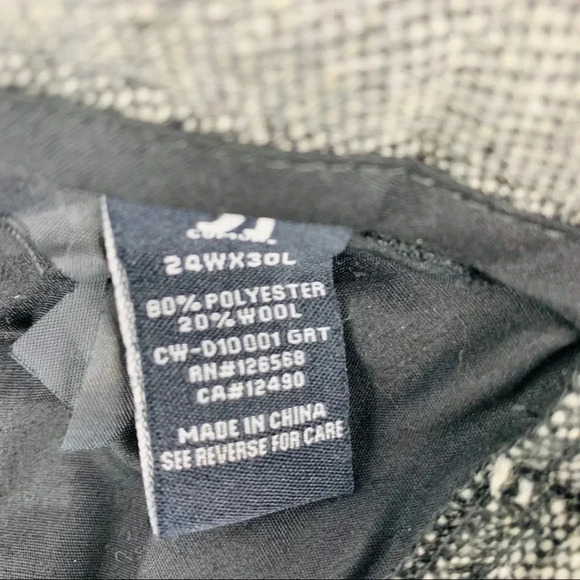 24WX30L
80% POLYESTER
20% WOOL
CW-D10001 GRT
RN#126568
CA#12490
MADE IN CHINA
SEE REVERSE FOR CARE